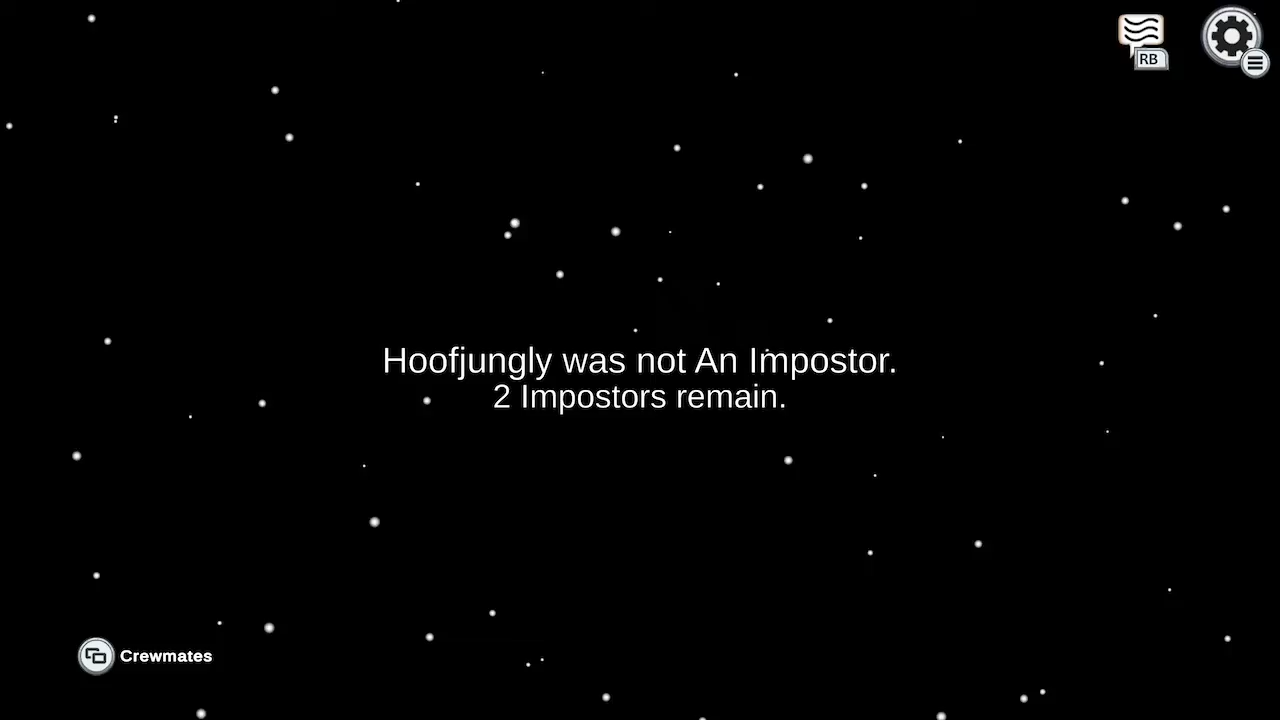 RB
Hoofjungly was not An Impostor.
2 Impostors remain.
Crewmates